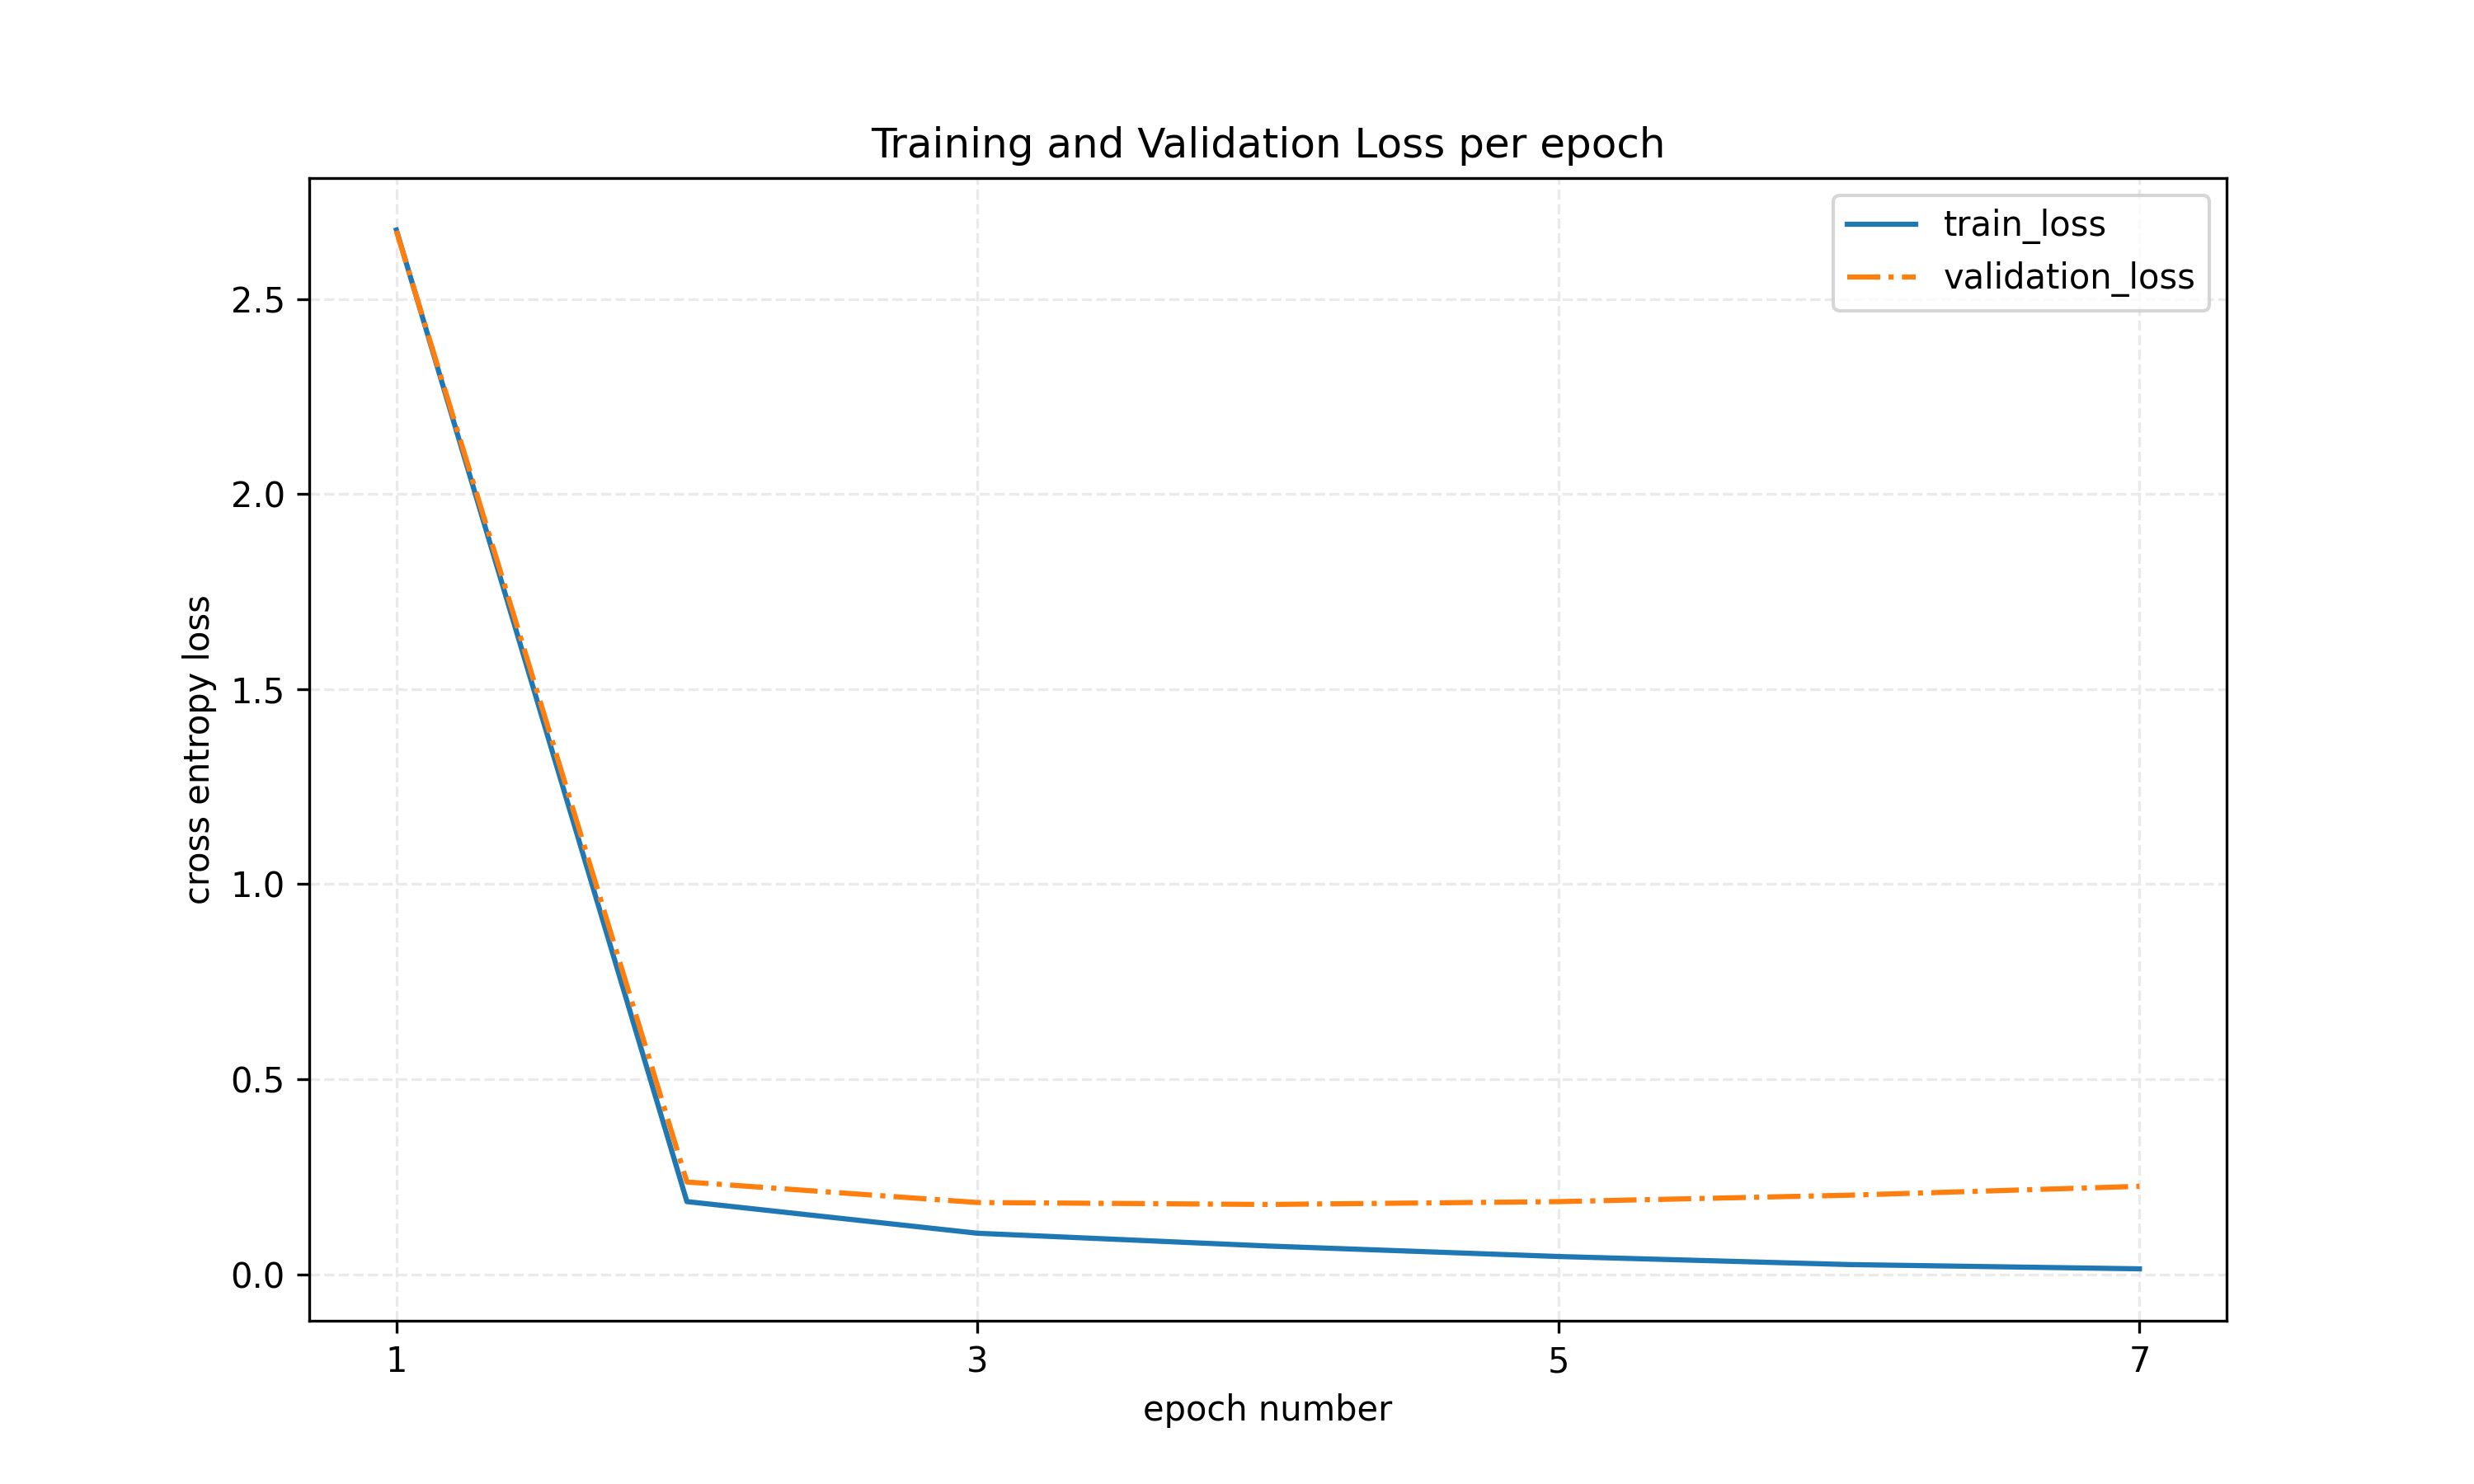 Training and Validation Loss per epoch
train_loss
validation_loss
cross entropy loss
2.5
2.0
1.5
1.0
0.5
0.0
1 3 5 7
epoch number